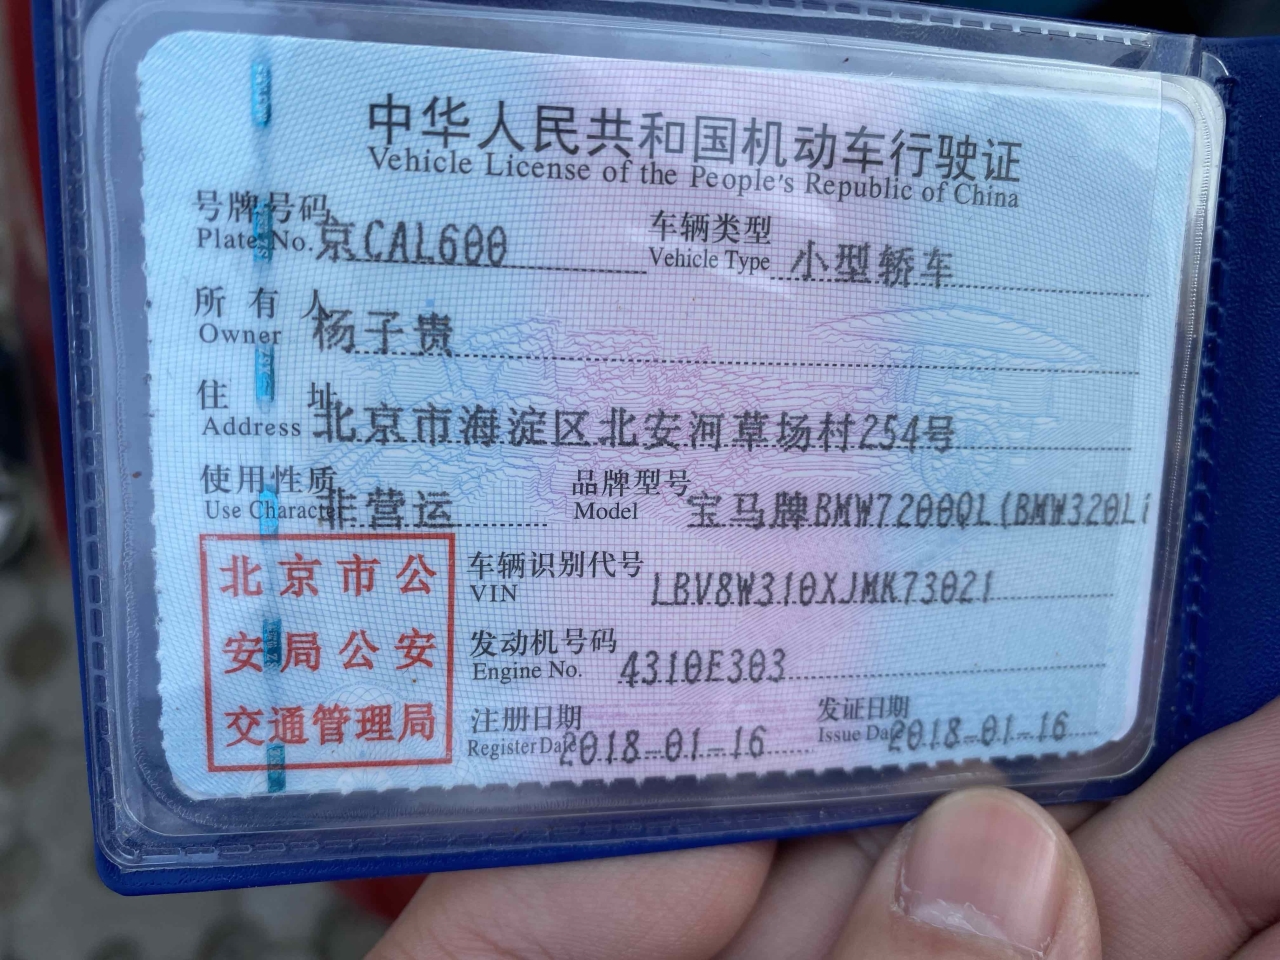 中华人民共和国机动车行驶证
Vehicle License of the People's Republic of China
号牌号码 京CAL600 车辆类型 小型轿车
Plate No. Vehicle Type
所有人 杨子贵
Owner
住址 北京市海淀区北安河草场村254号
Address
使用性质 非营运 品牌型号 宝马牌BMW7200QL(BMW320Li
Use Character Model
北京市公
安局公安
交通管理局
车辆识别代号 LBV8W310XJMK73021
VIN
发动机号码 4310E303
Engine No.
注册日期 2018-01-16 发证日期 2018-01-16
Register Date Issue Date